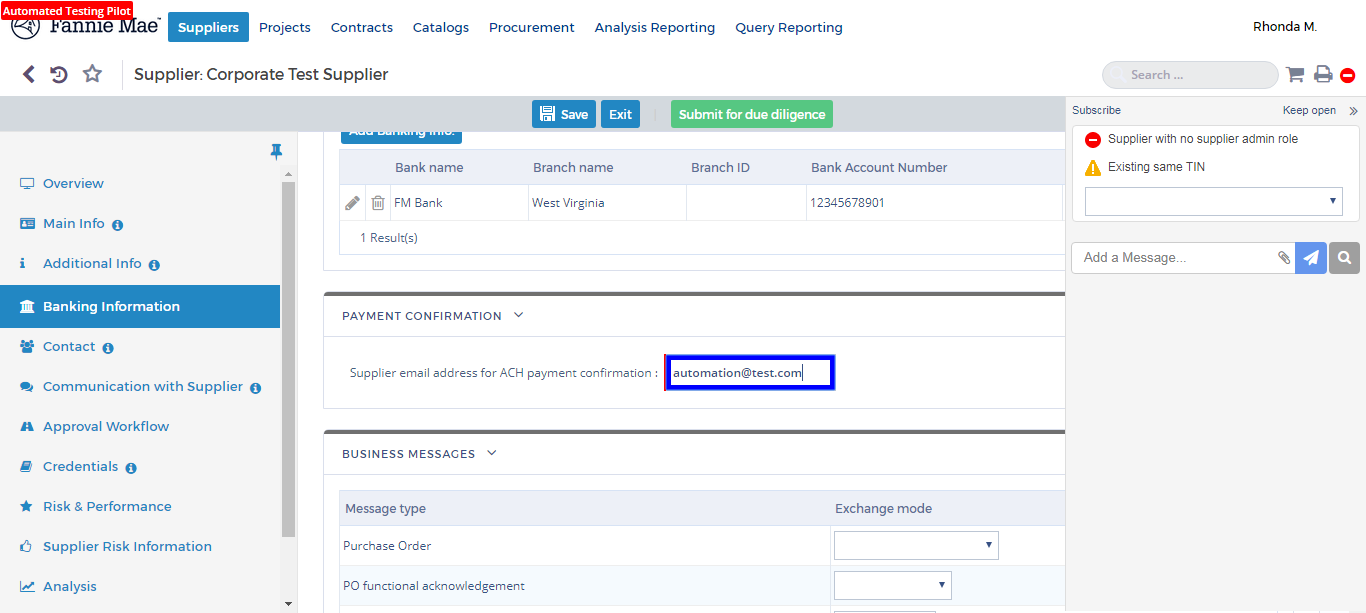 Automated Testing Pilot
Fannie Mae
Suppliers Projects Contracts Catalogs Procurement Analysis Reporting Query Reporting
Rhonda M.
Supplier: Corporate Test Supplier
Search ...
Save Exit Submit for due diligence
Subscribe Keep open »
Supplier with no supplier admin role
Existing same TIN
Add a Message...
Overview
Main Info
Additional Info
Banking Information
Contact
Communication with Supplier
Approval Workflow
Credentials
Risk & Performance
Supplier Risk Information
Analysis
Add Banking Info.
Bank name Branch name Branch ID Bank Account Number
FM Bank West Virginia 12345678901
1 Result(s)
PAYMENT CONFIRMATION
Supplier email address for ACH payment confirmation : automation@test.com
BUSINESS MESSAGES
Message type Exchange mode
Purchase Order
PO functional acknowledgement